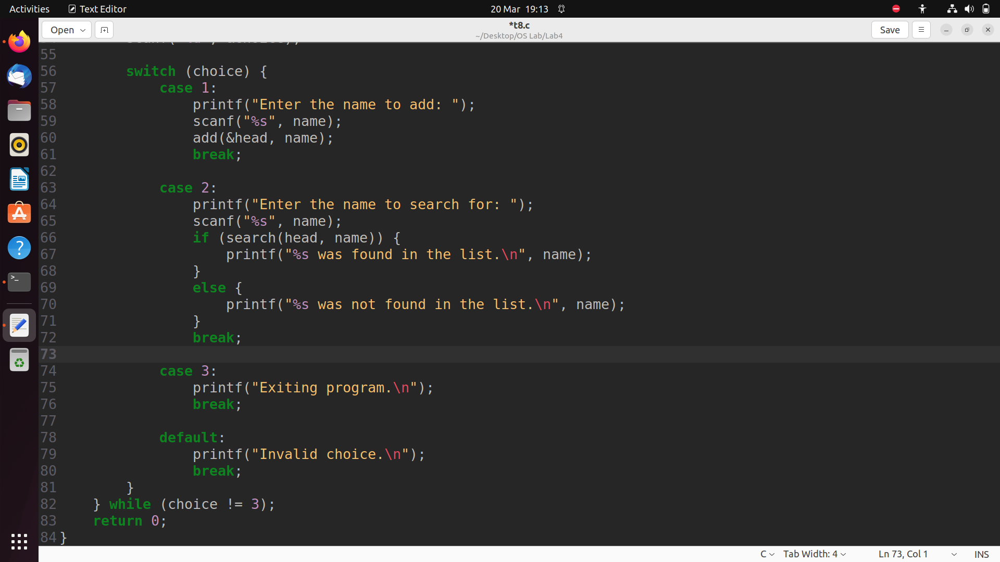 Activities Text Editor 20 Mar 19:13
Open *t8.c Save
~/Desktop/OS Lab/Lab4
55
56 switch (choice) {
57 case 1:
58 printf("Enter the name to add: ");
59 scanf("%s", name);
60 add(&head, name);
61 break;
62
63 case 2:
64 printf("Enter the name to search for: ");
65 scanf("%s", name);
66 if (search(head, name)) {
67 printf("%s was found in the list.\n", name);
68 }
69 else {
70 printf("%s was not found in the list.\n", name);
71 }
72 break;
73
74 case 3:
75 printf("Exiting program.\n");
76 break;
77
78 default:
79 printf("Invalid choice.\n");
80 break;
81 }
82 } while (choice != 3);
83 return 0;
84 }
C Tab Width: 4 Ln 73, Col 1 INS